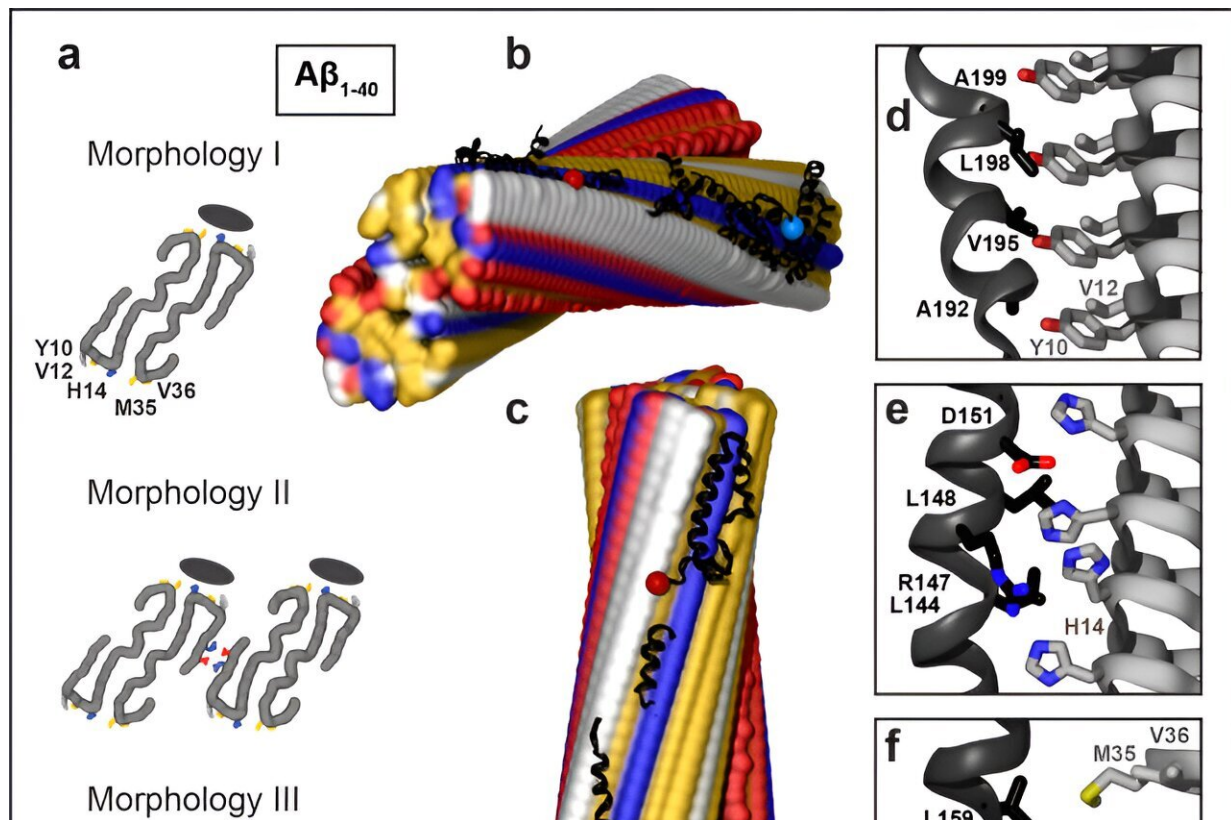 a
Aβ1-40
Morphology I
Y10
V12
H14
M35
V36
Morphology II
Morphology III
b
c
d
A199
L198
V195
A192
V12
Y10
e
D151
L148
R147
L144
H14
f
V36
M35
L159